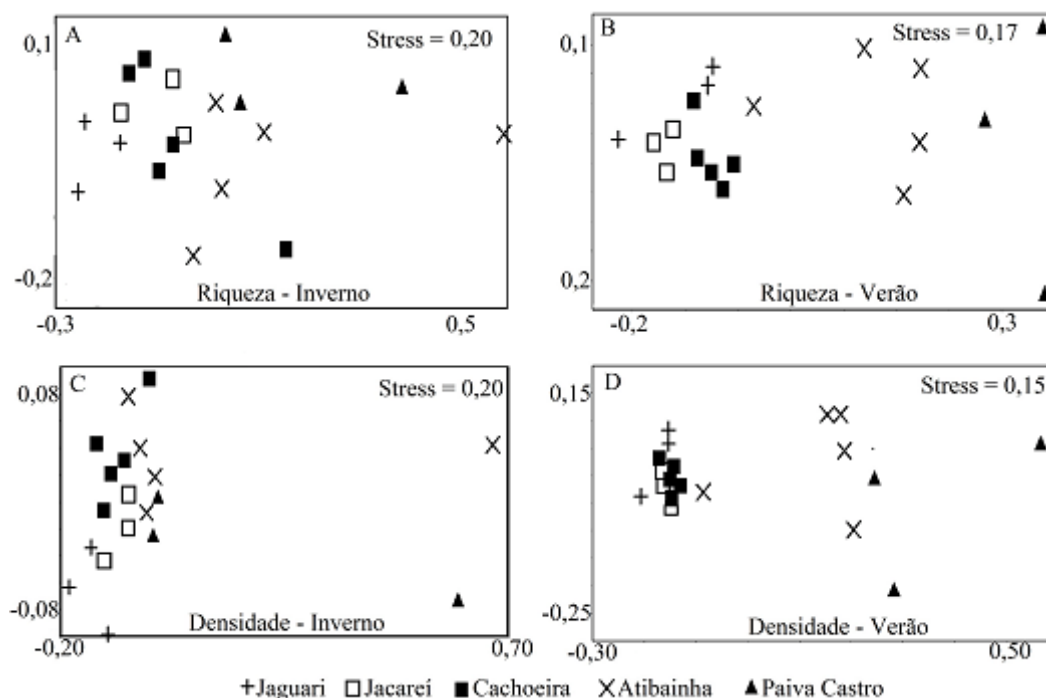 A Stress = 0,20
0,1
-0,2
Riqueza - Inverno
-0,3 0,5
B Stress = 0,17
0,1
0,2
Riqueza - Verão
-0,2 0,3
C Stress = 0,20
0,08
-0,08
Densidade - Inverno
-0,20 0,70
D Stress = 0,15
0,15
-0,25
Densidade - Verão
-0,30 0,50
Jaguari Jacareí Cachoeira Atibainha Paiva Castro